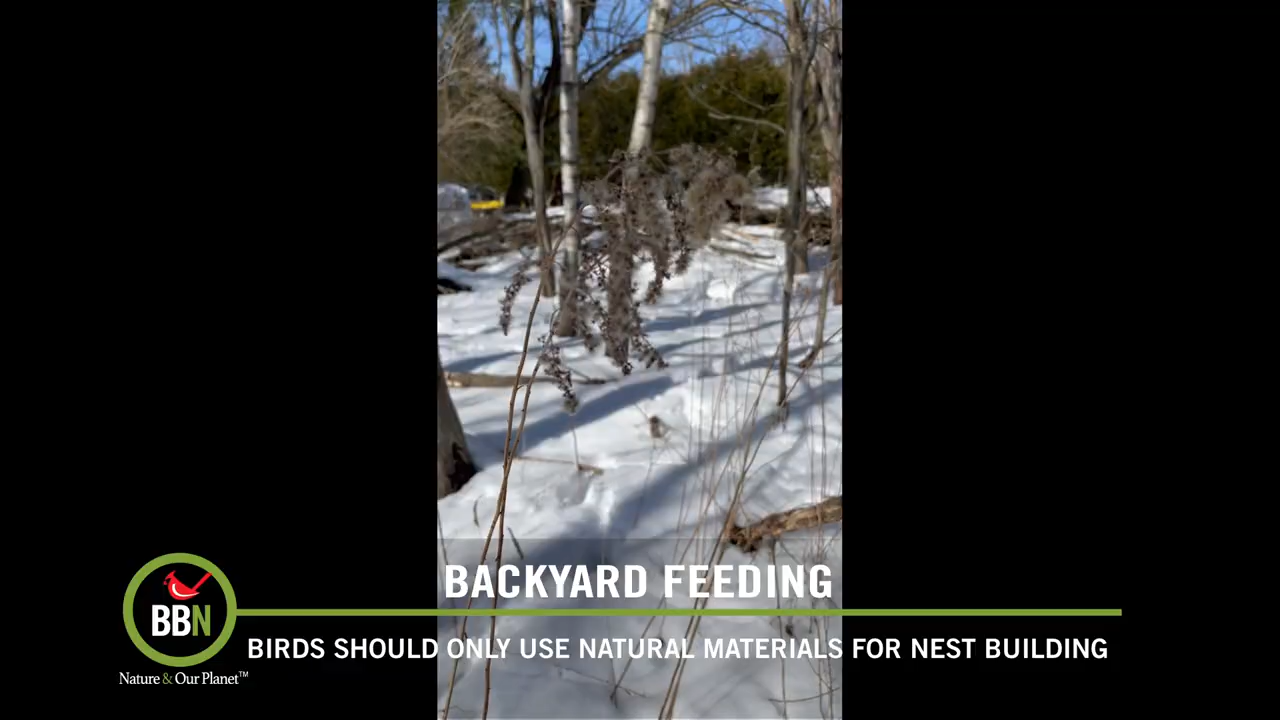 BACKYARD FEEDING
BBN
BIRDS SHOULD ONLY USE NATURAL MATERIALS FOR NEST BUILDING
Nature & Our Planet™